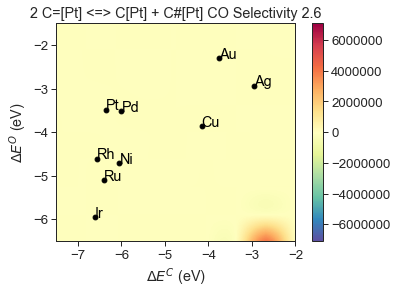 2 C=[Pt] <=> C[Pt] + C#[Pt] CO Selectivity 2.6
Au
Ag
Pt
Pd
Cu
Rh
Ni
Ru
Ir
−2
−3
−4
−5
−6
ΔE^O (eV)
−7
−6
−5
−4
−3
−2
ΔE^C (eV)
6000000
4000000
2000000
0
−2000000
−4000000
−6000000